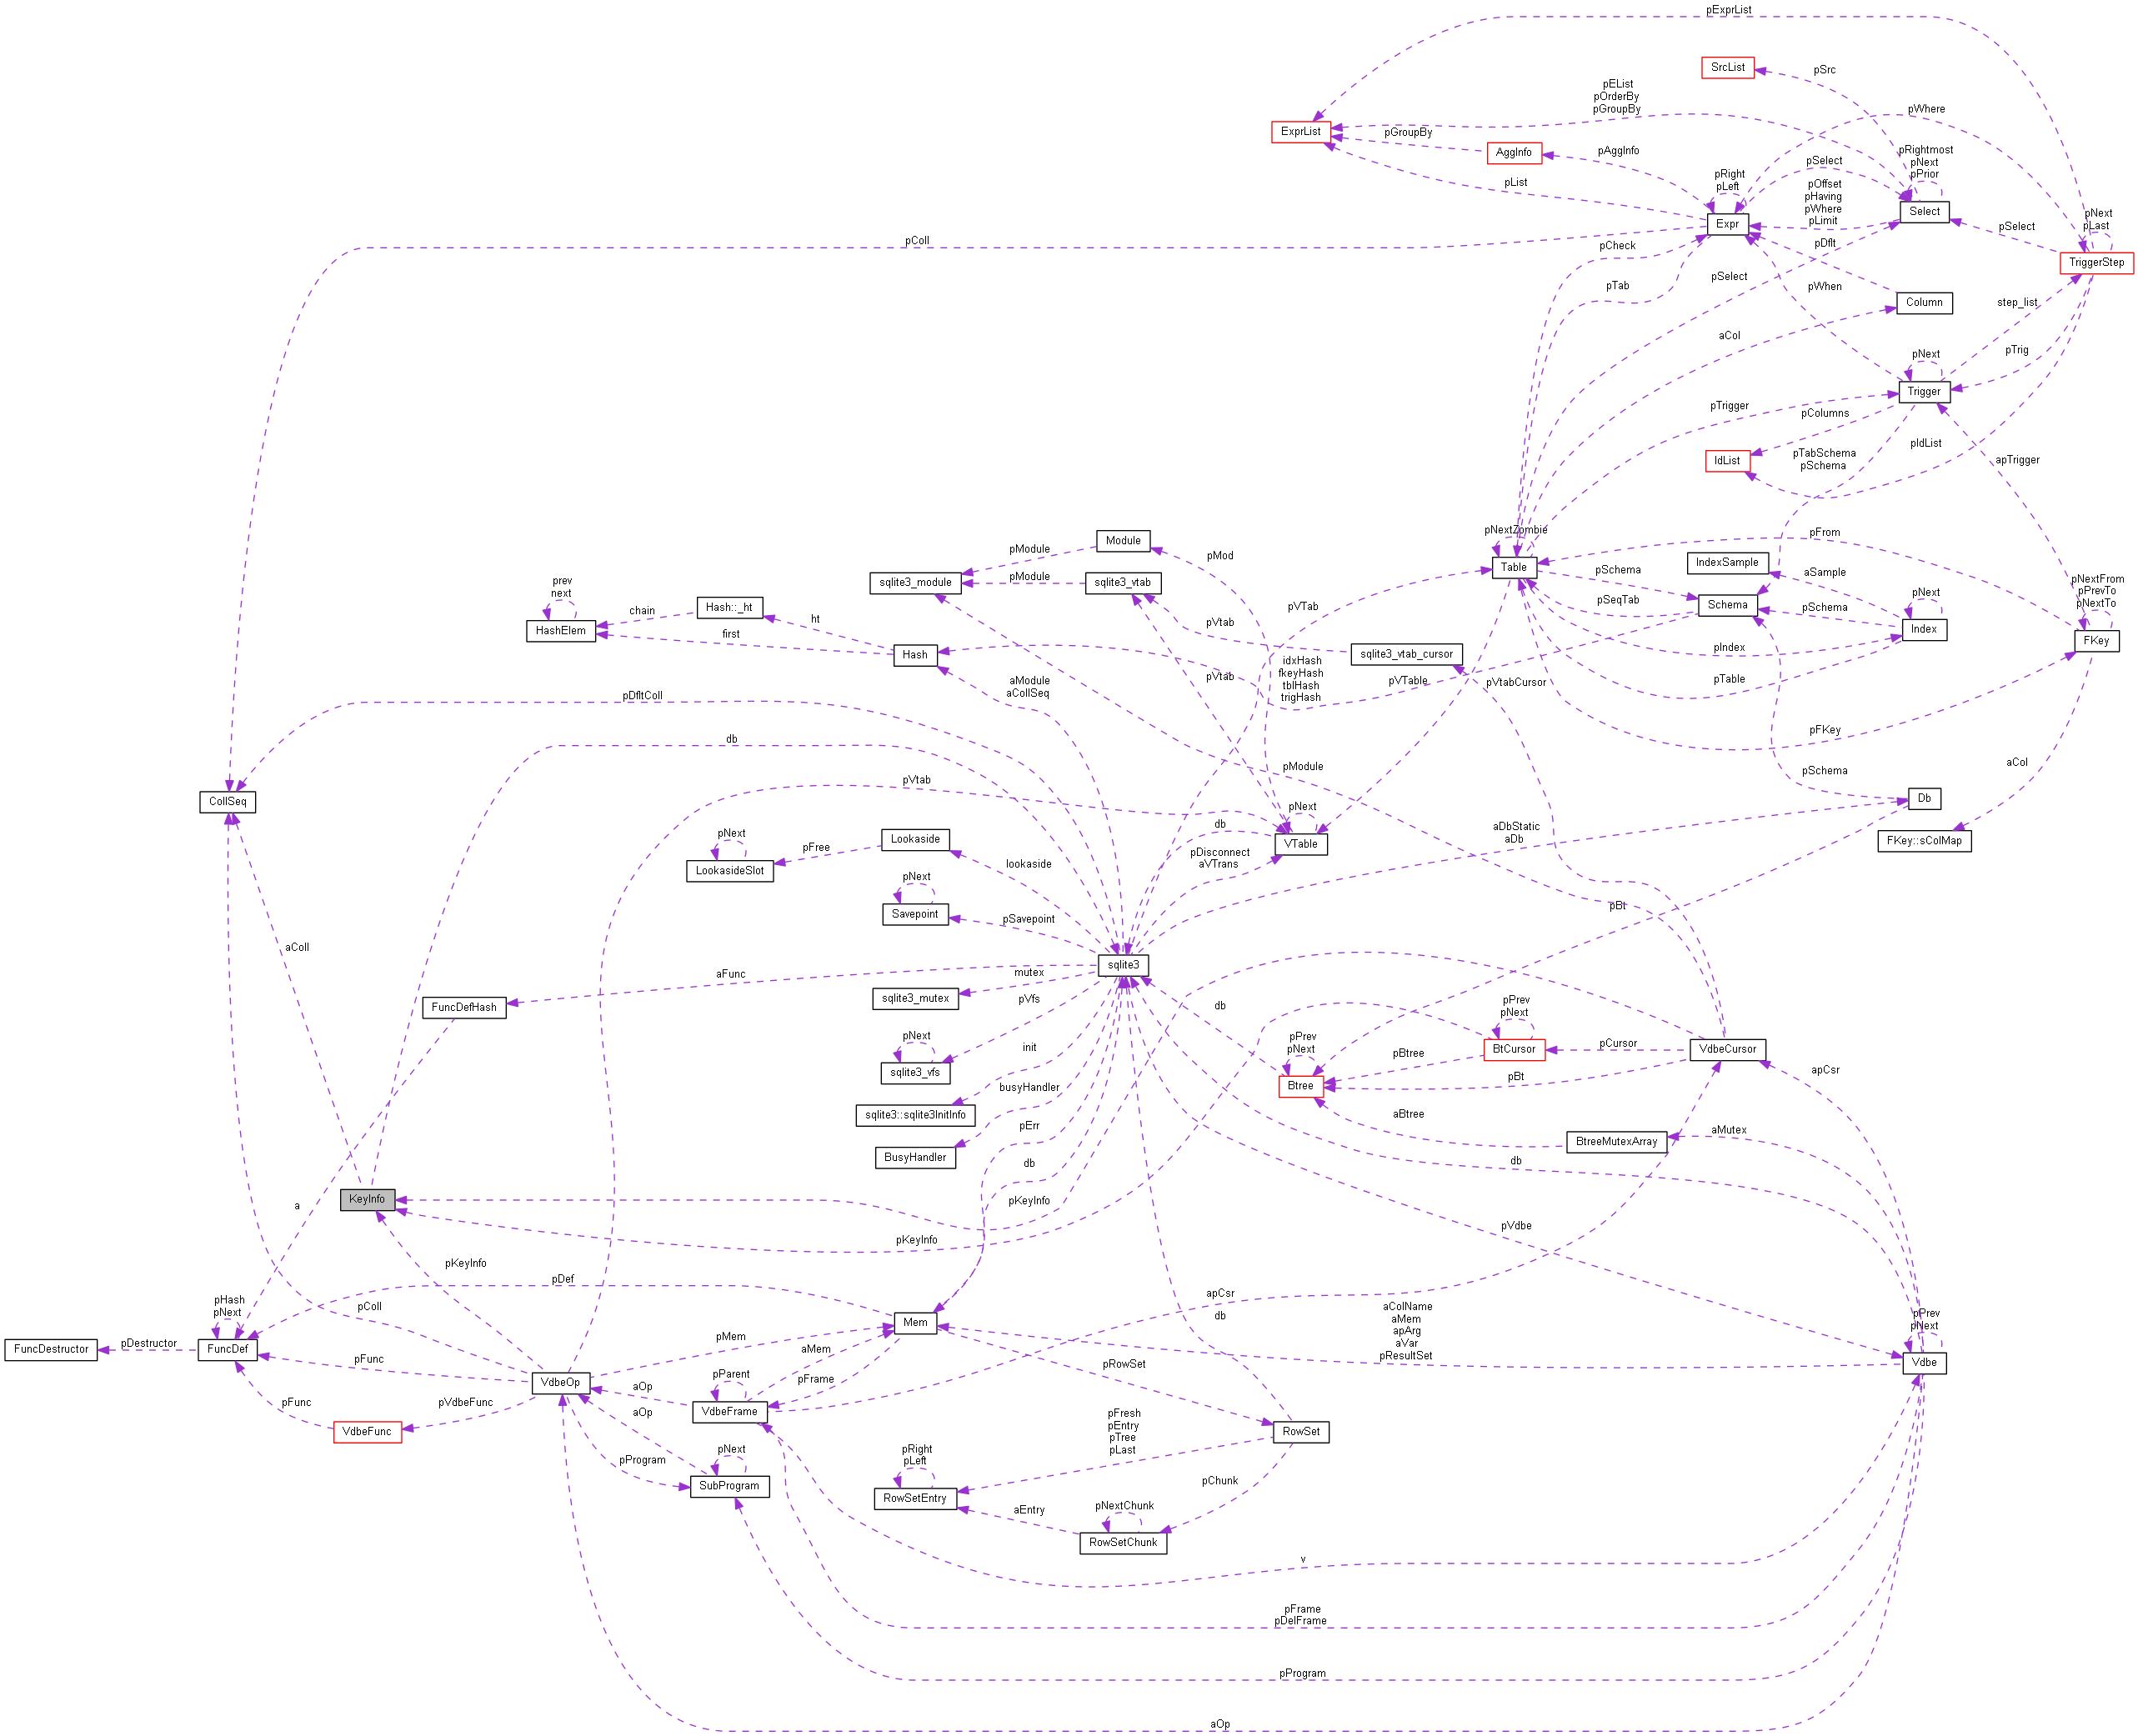 pExprList
SrcList
pSrc
pEList
pOrderBy
pGroupBy
pWhere
ExprList
pGroupBy
AggInfo
pAggInfo
pRightmost
pNext
pPrior
pSelect
pList
pRight
pLeft
pOffset
pHaving
pWhere
pLimit
Select
pNext
pLast
Expr
pSelect
pColl
pCheck
pDflt
TriggerStep
pSelect
pTab
pWhen
Column
step_list
aCol
pTrig
pNext
Trigger
pTrigger
pColumns
pIdList
IdList
pTabSchema
pSchema
apTrigger
pNextZombie
pFrom
Module
pMod
pModule
IndexSample
Table
pSchema
aSample
prev
next
sqlite3_module
pModule
sqlite3_vtab
pNextFrom
pPrevTo
pNextTo
pNext
Hash::_ht
chain
pVTab
pSeqTab
Schema
pSchema
HashElem
ht
first
pVtab
Index
FKey
Hash
sqlite3_vtab_cursor
pIndex
idxHash
fkeyHash
tblHash
trigHash
aModule
aCollSeq
pVtab
pVTable
pVtabCursor
pTable
pDfltColl
pFKey
db
pModule
aCol
pVtab
pSchema
CollSeq
pNext
Db
pNext
pFree
Lookaside
db
aDbStatic
aDb
FKey::sColMap
VTable
LookasideSlot
lookaside
pDisconnect
aVTrans
pNext
Savepoint
pSavepoint
pBt
aColl
sqlite3
aFunc
mutex
sqlite3_mutex
FuncDefHash
pVfs
db
pPrev
pNext
pNext
pPrev
pNext
pCursor
BtCursor
VdbeCursor
sqlite3_vfs
init
pBtree
apCsr
busyHandler
Btree
pBt
sqlite3::sqlite3InitInfo
aBtree
pErr
BtreeMutexArray
aMutex
BusyHandler
db
db
KeyInfo
pKeyInfo
a
pVdbe
pKeyInfo
pKeyInfo
pDef
apCsr
pHash
pNext
pColl
aColName
aMem
apArg
aVar
pResultSet
db
pPrev
pNext
Mem
pMem
FuncDestructor
pDestructor
FuncDef
pFunc
aMem
pRowSet
Vdbe
pParent
pFrame
VdbeOp
aOp
pFunc
pVdbeFunc
VdbeFrame
aOp
pFresh
pEntry
pTree
pLast
VdbeFunc
RowSet
pRight
pLeft
pNext
pProgram
pChunk
SubProgram
RowSetEntry
aEntry
pNextChunk
RowSetChunk
v
pFrame
pDelFrame
pProgram
aOp